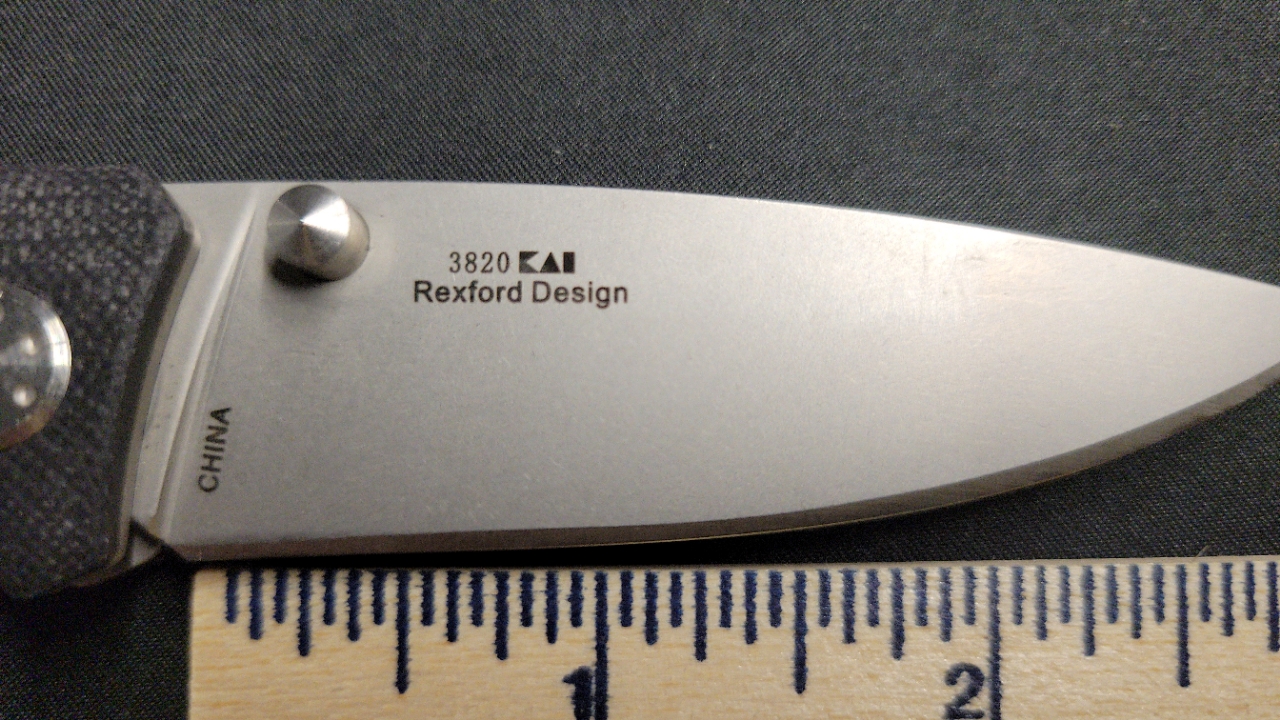 3820 KAI
Rexford Design
CHINA
1
2